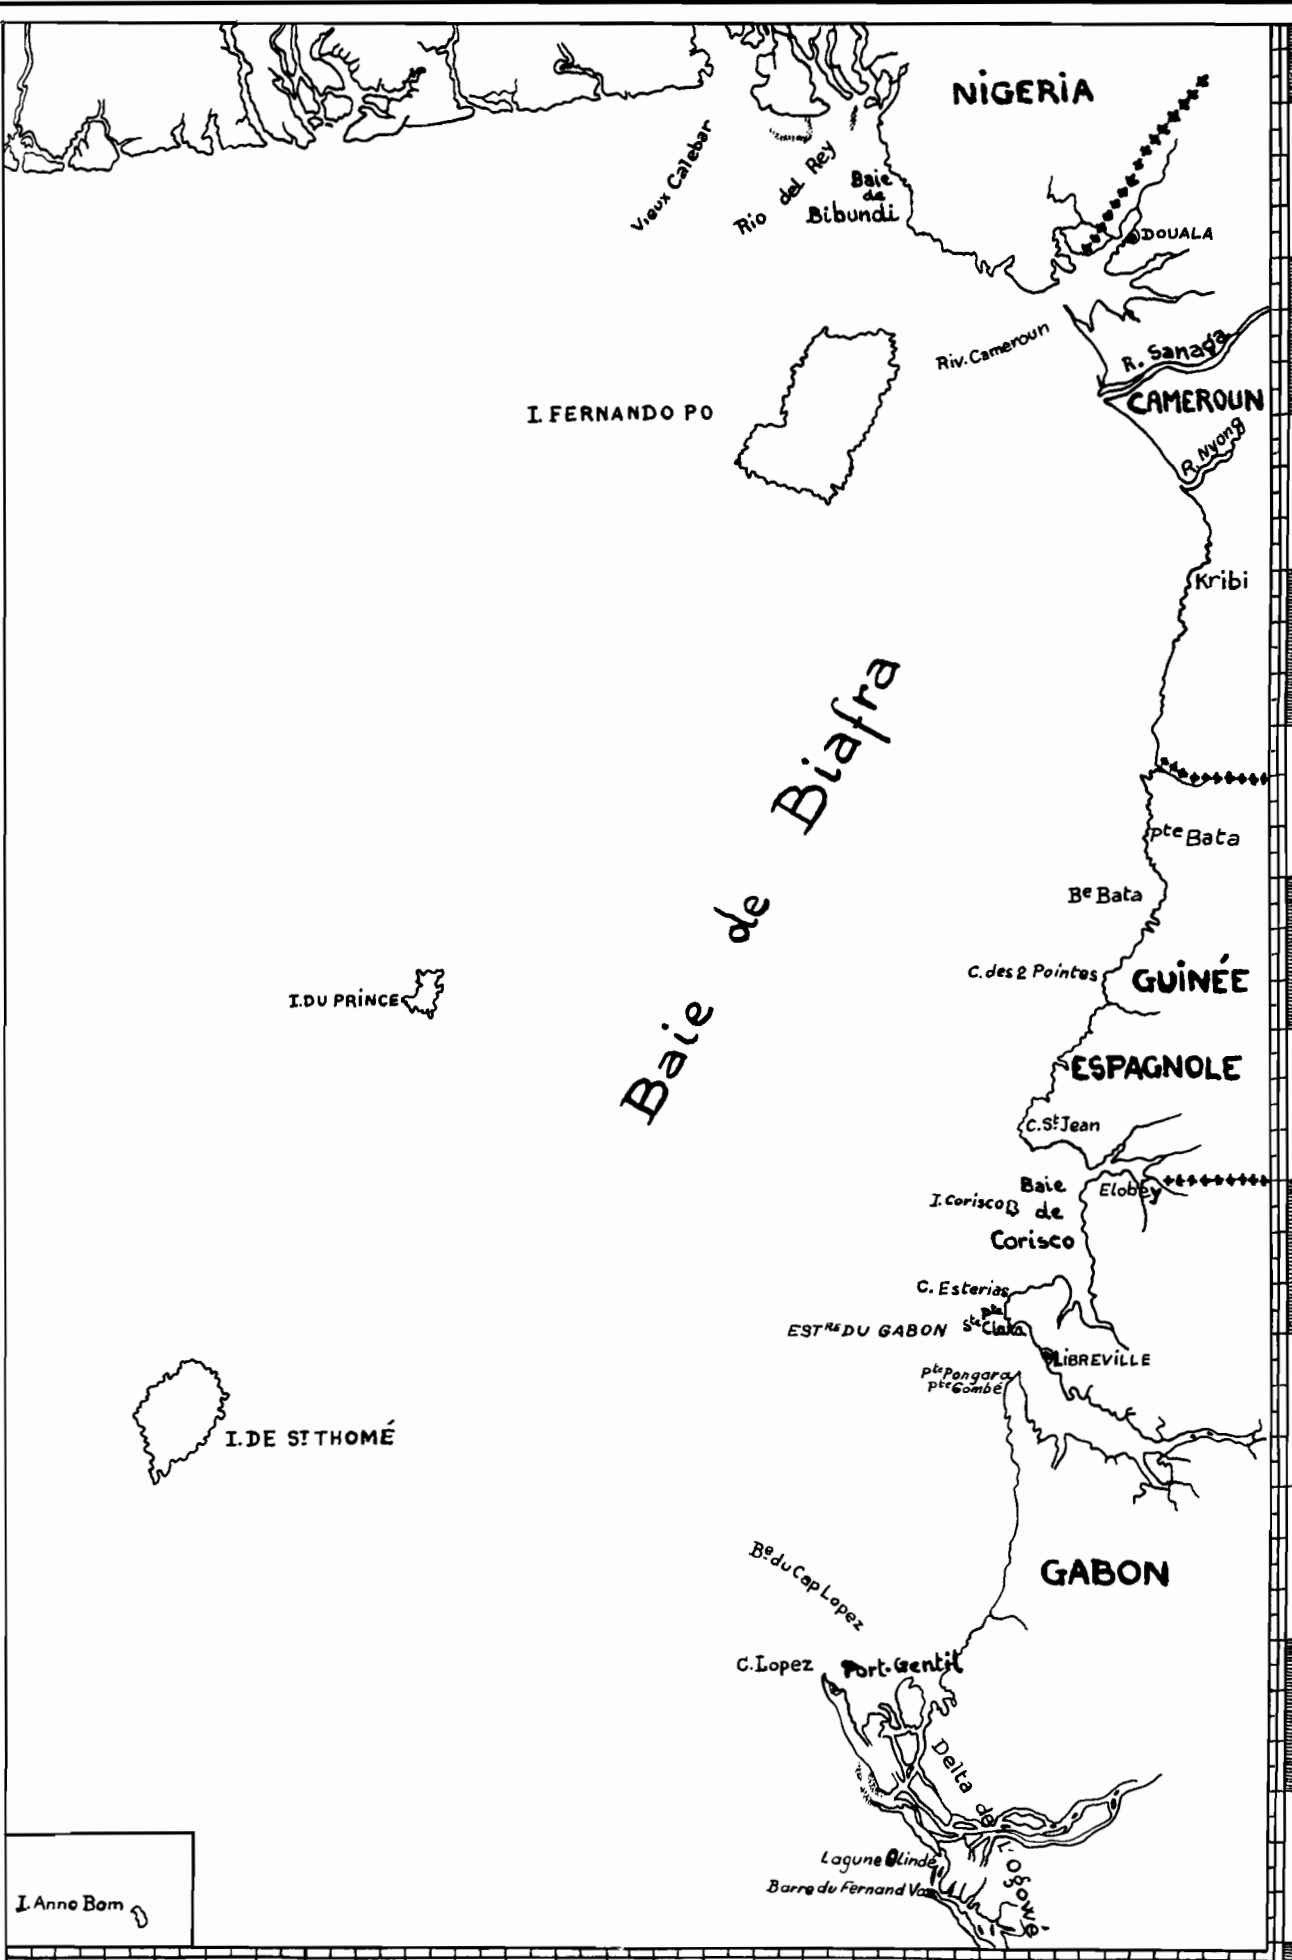 NIGERIA
Vieux Calebar
Rio del Rey
Baie
de
Bibundi
DOUALA
Riv. Cameroun
R. Sanaga
CAMEROUN
I. FERNANDO PO
R. Nyong
Kribi
Baie de Biafra
Pte Bata
Be Bata
C. des 2 Pointes
GUINÉE
I. DU PRINCE
ESPAGNOLE
C. St Jean
Baie
de
Corisco
Elobey
I. Corisco
C. Esterias
Pte
Ste Clara
ESTRE DU GABON
LIBREVILLE
Pte Pongara
Pte Gombé
I. DE ST THOMÉ
GABON
Be du Cap Lopez
C. Lopez
Port-Gentil
Delta de l'Ogowé
Lagune Olinde
Barre du Fernand Vaz
I. Anno Bom